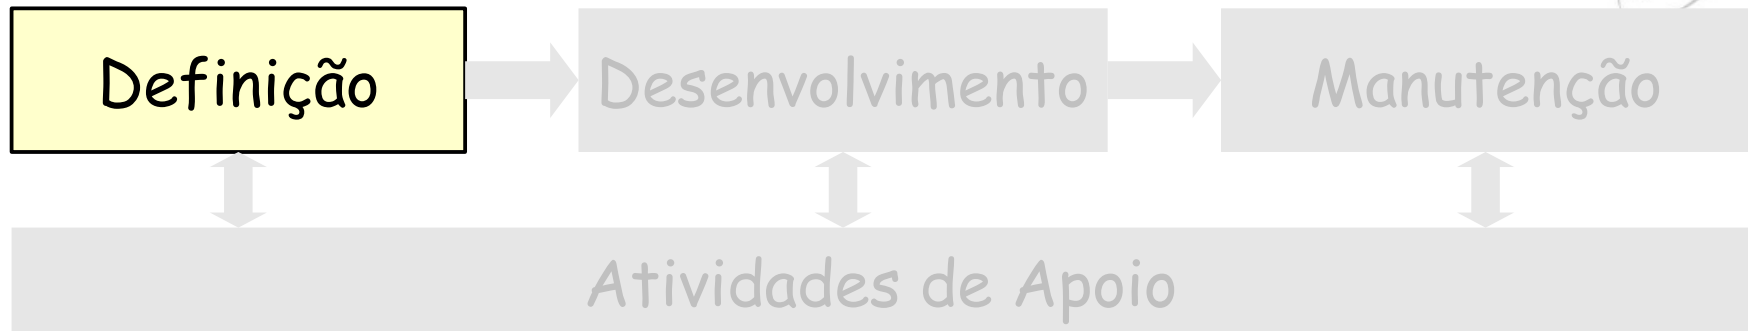 Definição
Desenvolvimento
Manutenção
Atividades de Apoio